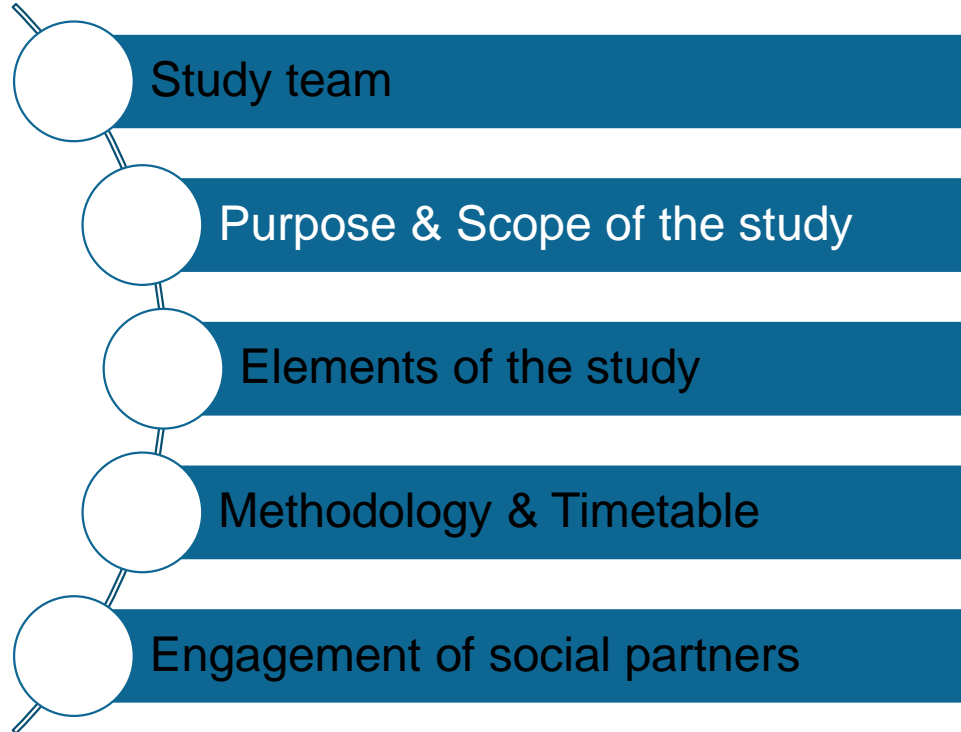 Study team
Purpose & Scope of the study
Elements of the study
Methodology & Timetable
Engagement of social partners